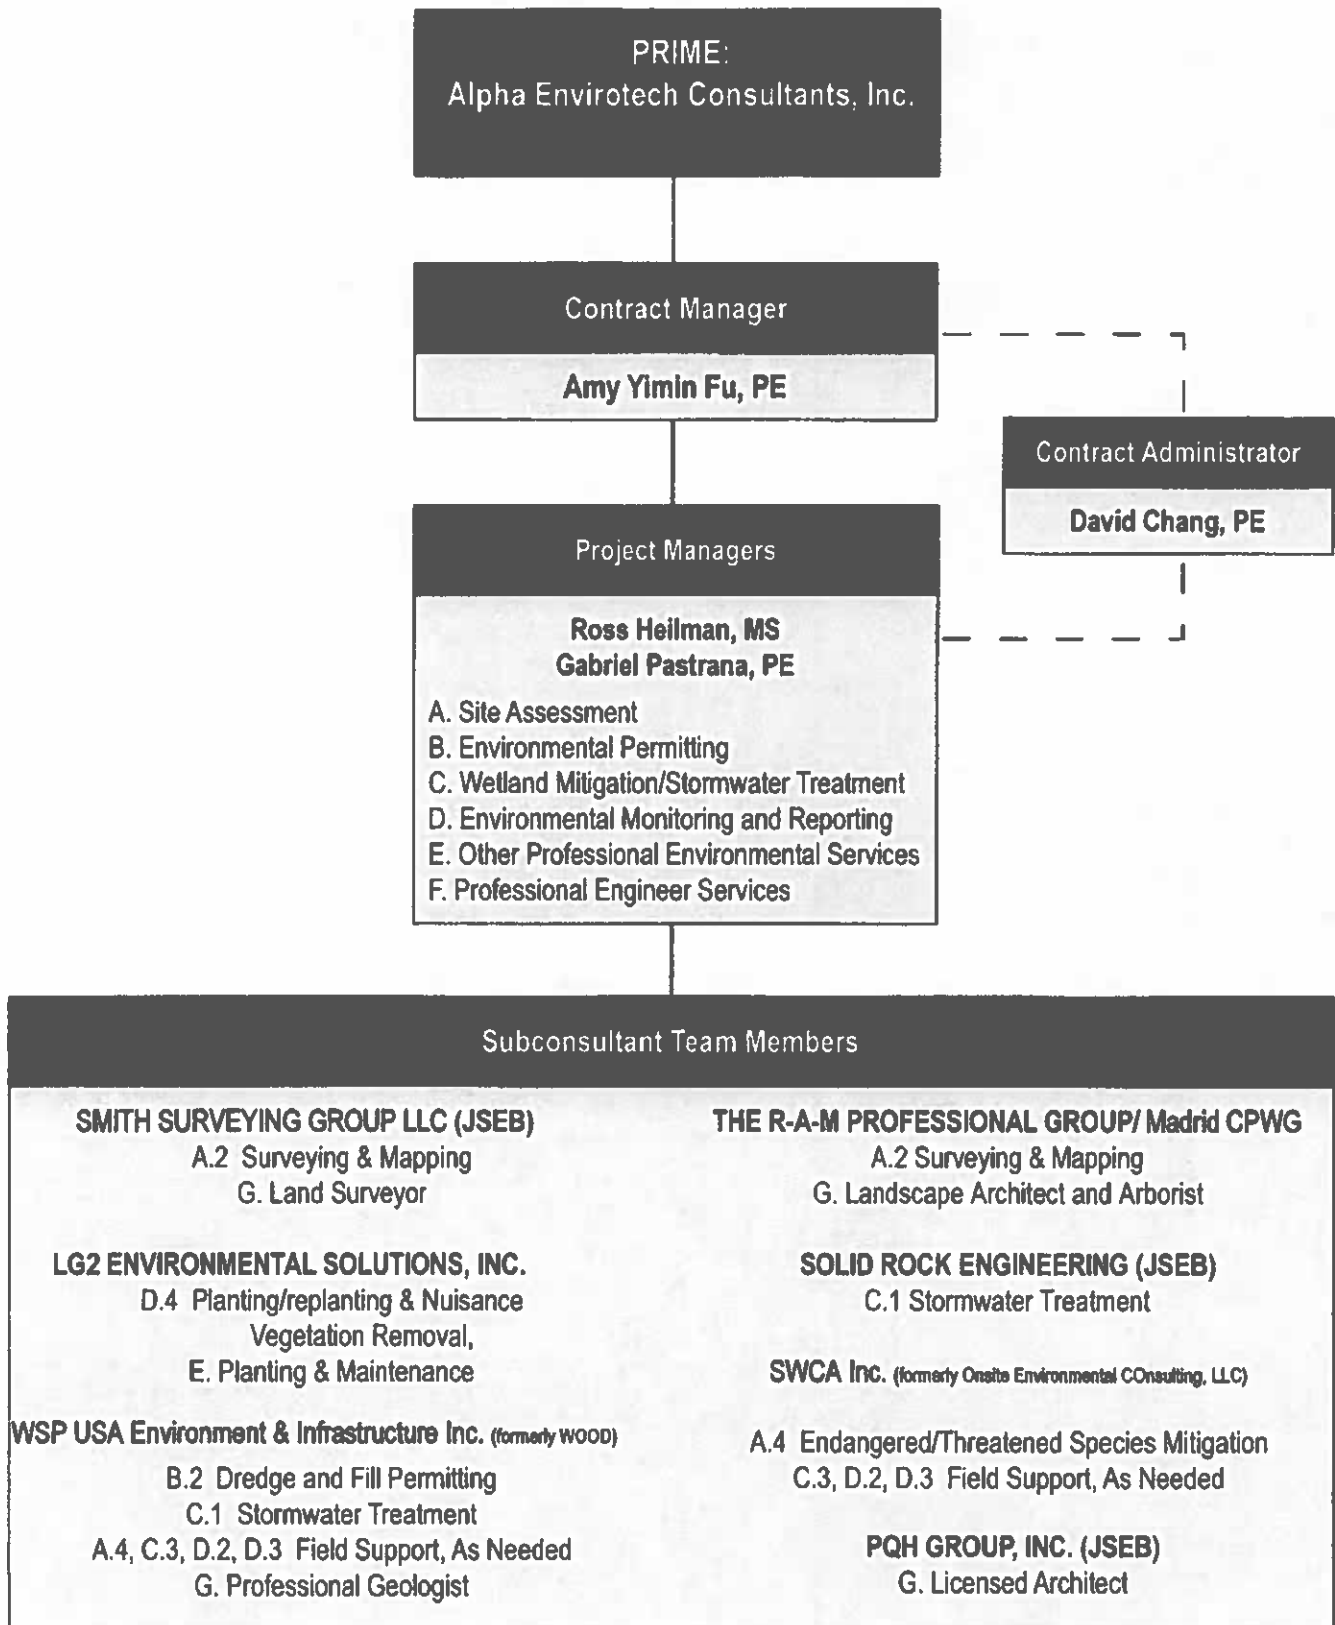 PRIME:
Alpha Envirotech Consultants, Inc.
Contract Manager
Amy Yimin Fu, PE
Contract Administrator
David Chang, PE
Project Managers
Ross Heilman, MS
Gabriel Pastrana, PE
A. Site Assessment
B. Environmental Permitting
C. Wetland Mitigation/Stormwater Treatment
D. Environmental Monitoring and Reporting
E. Other Professional Environmental Services
F. Professional Engineer Services
Subconsultant Team Members
SMITH SURVEYING GROUP LLC (JSEB)
A.2 Surveying & Mapping
G. Land Surveyor
LG2 ENVIRONMENTAL SOLUTIONS, INC.
D.4 Planting/replanting & Nuisance
Vegetation Removal,
E. Planting & Maintenance
WSP USA Environment & Infrastructure Inc. (formerly WOOD)
B.2 Dredge and Fill Permitting
C.1 Stormwater Treatment
A.4, C.3, D.2, D.3 Field Support, As Needed
G. Professional Geologist
THE R-A-M PROFESSIONAL GROUP/ Madrid CPWG
A.2 Surveying & Mapping
G. Landscape Architect and Arborist
SOLID ROCK ENGINEERING (JSEB)
C.1 Stormwater Treatment
SWCA Inc. (formerly Onsite Environmental COnsulting, LLC)
A.4 Endangered/Threatened Species Mitigation
C.3, D.2, D.3 Field Support, As Needed
PQH GROUP, INC. (JSEB)
G. Licensed Architect